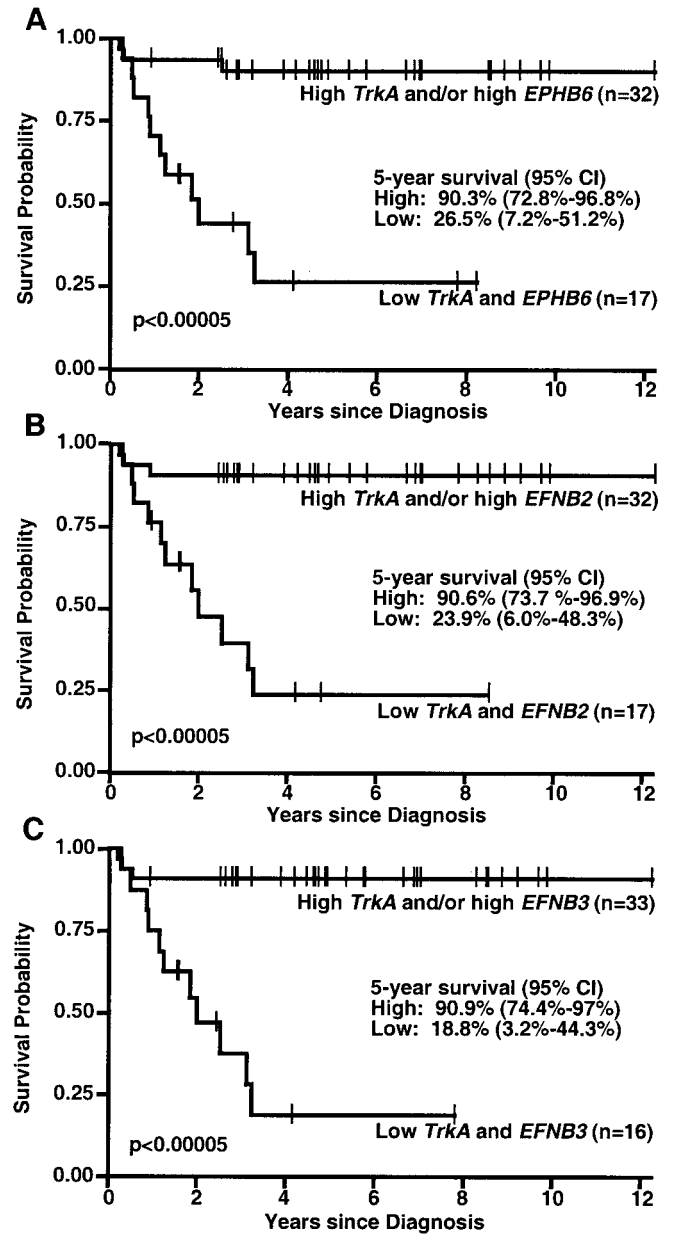 A
1.00
0.75
0.50
0.25
0.00
Survival Probability
High TrkA and/or high EPHB6 (n=32)
5-year survival (95% CI)
High: 90.3% (72.8%-96.8%)
Low: 26.5% (7.2%-51.2%)
Low TrkA and EPHB6 (n=17)
p<0.00005
0 2 4 6 8 10 12
Years since Diagnosis
B
1.00
0.75
0.50
0.25
0.00
Survival Probability
High TrkA and/or high EFNB2 (n=32)
5-year survival (95% CI)
High: 90.6% (73.7 %-96.9%)
Low: 23.9% (6.0%-48.3%)
Low TrkA and EFNB2 (n=17)
p<0.00005
0 2 4 6 8 10 12
Years since Diagnosis
C
1.00
0.75
0.50
0.25
0.00
Survival Probability
High TrkA and/or high EFNB3 (n=33)
5-year survival (95% CI)
High: 90.9% (74.4%-97%)
Low: 18.8% (3.2%-44.3%)
Low TrkA and EFNB3 (n=16)
p<0.00005
0 2 4 6 8 10 12
Years since Diagnosis